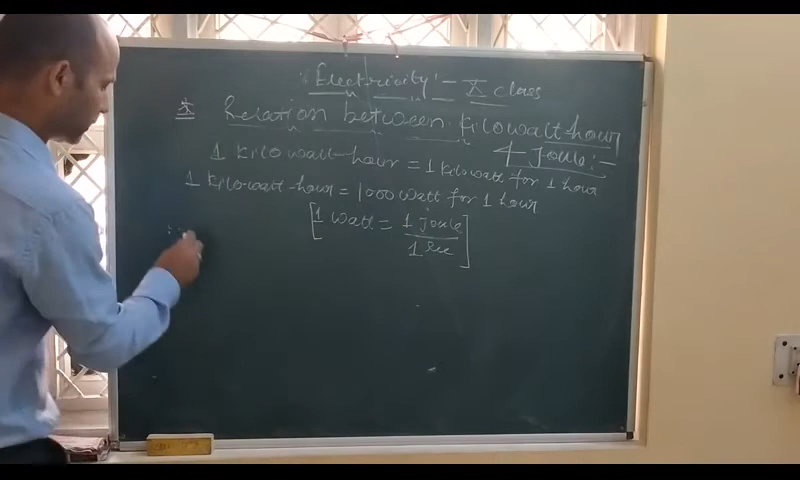 Electricity :- X class
* Relation between kilowatt hour
& Joule :-
1 kilowatt-hour = 1 kilowatt for 1 hour
1 kilowatt-hour = 1000 watt for 1 hour
[1 watt = 1 joule / 1 sec]